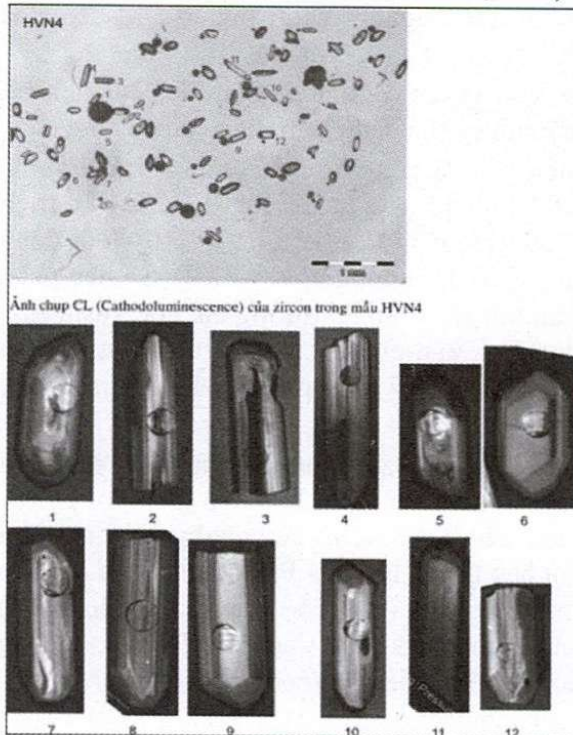 HVN4
1 mm
Ảnh chụp CL (Cathodoluminescence) của zircon trong mẫu HVN4
1 2 3 4 5 6
7 8 9 10 11 12